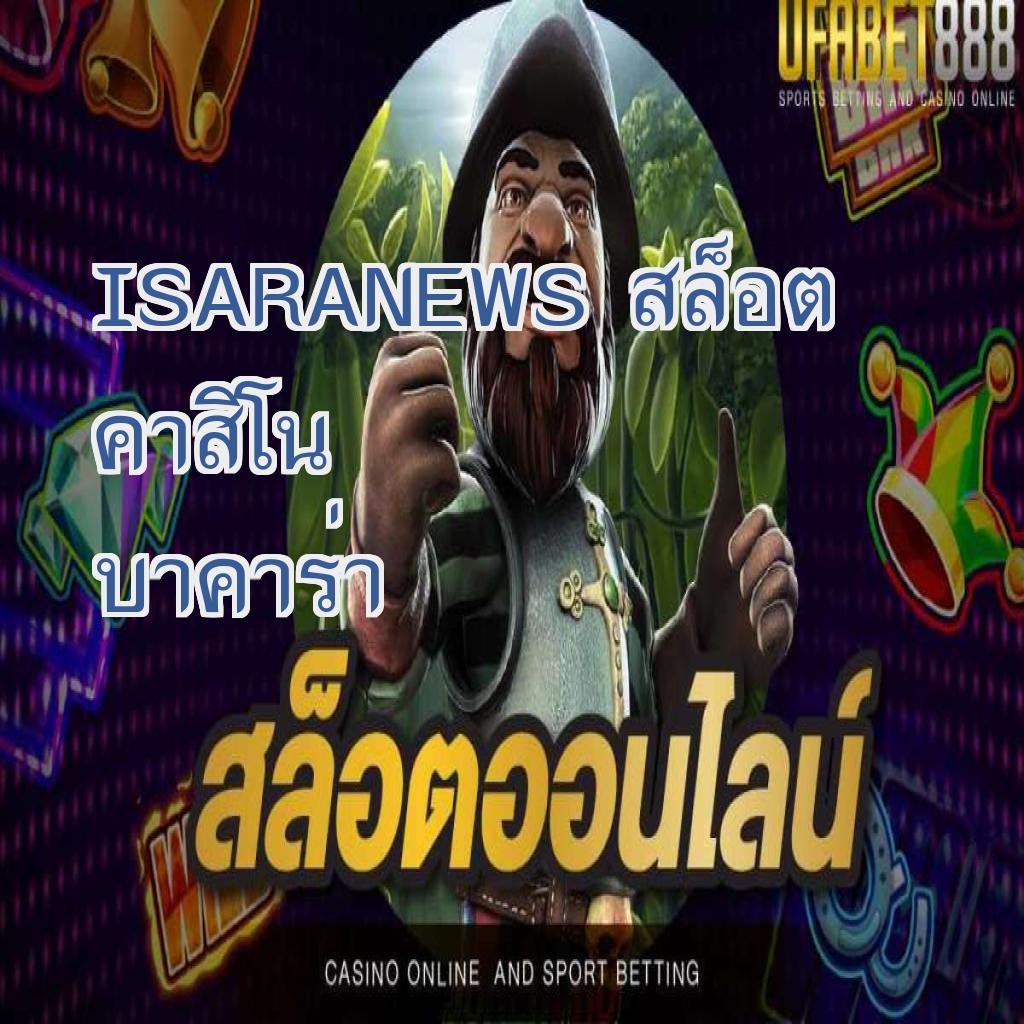 UFABET888
SPORTS BETTING AND CASINO ONLINE
BAR
ISARANEWS สล็อต
คาสิโน
บาคาร่า
สล็อตออนไลน์
CASINO ONLINE AND SPORT BETTING